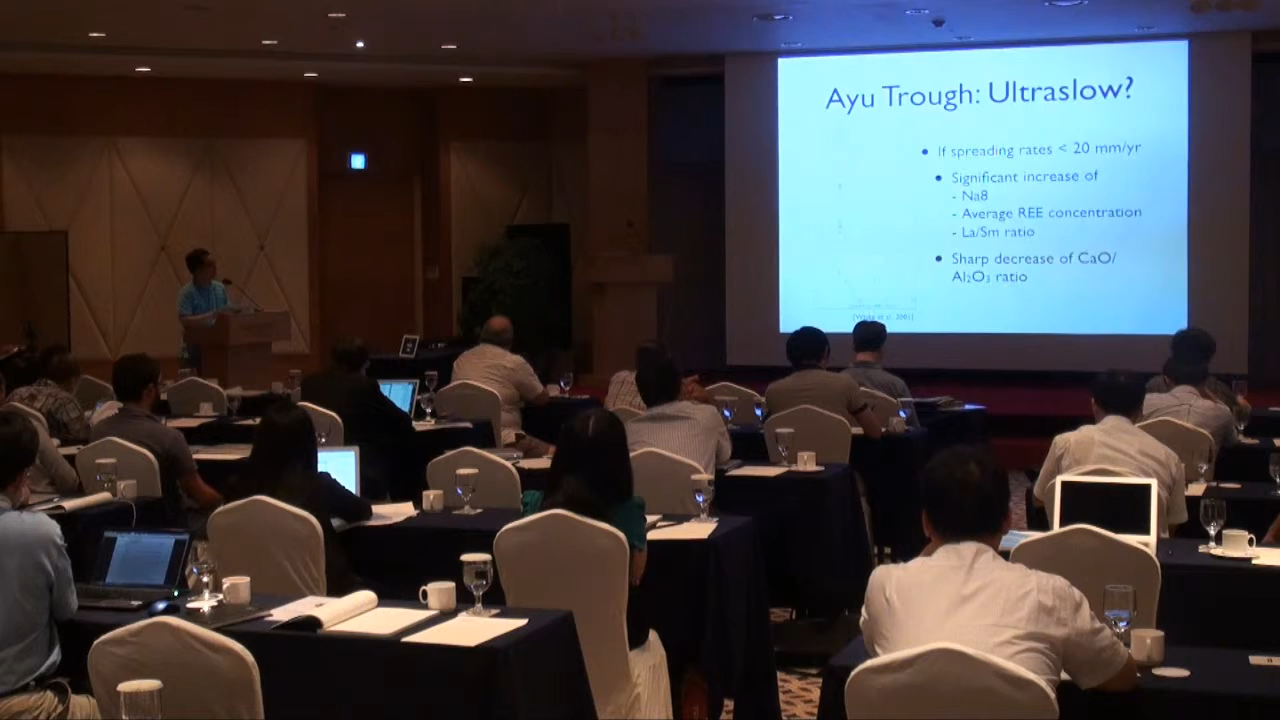 Ayu Trough: Ultraslow?
• If spreading rates < 20 mm/yr
• Significant increase of
- Na8
- Average REE concentration
- La/Sm ratio
• Sharp decrease of CaO/
Al₂O₃ ratio